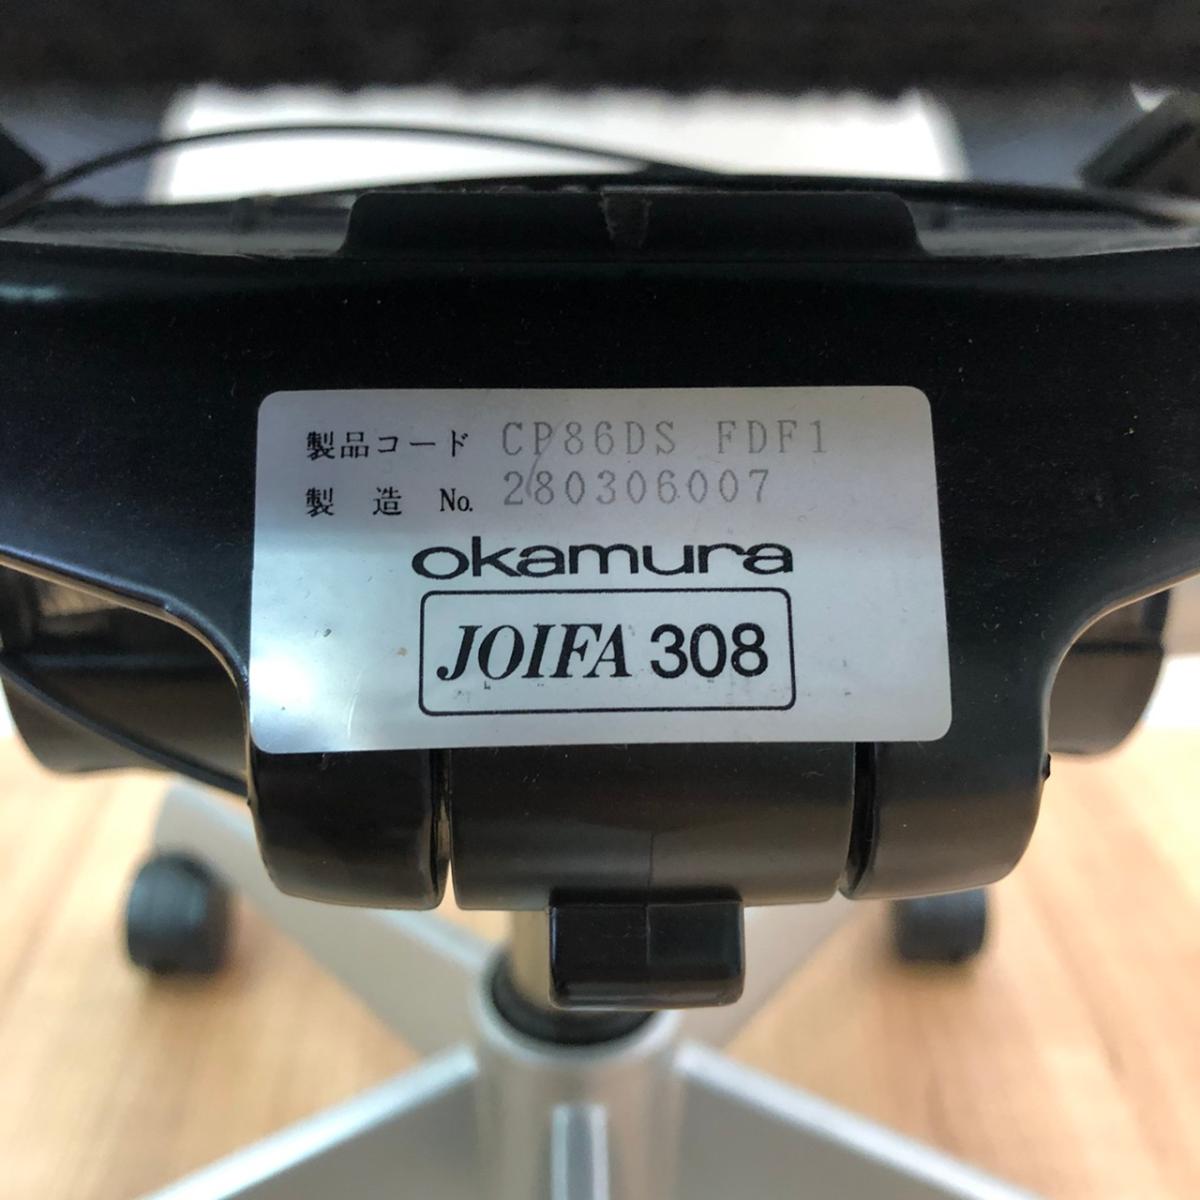 製品コード CP86DS FDF1
製 造 No. 280306007
okamura
JOIFA 308